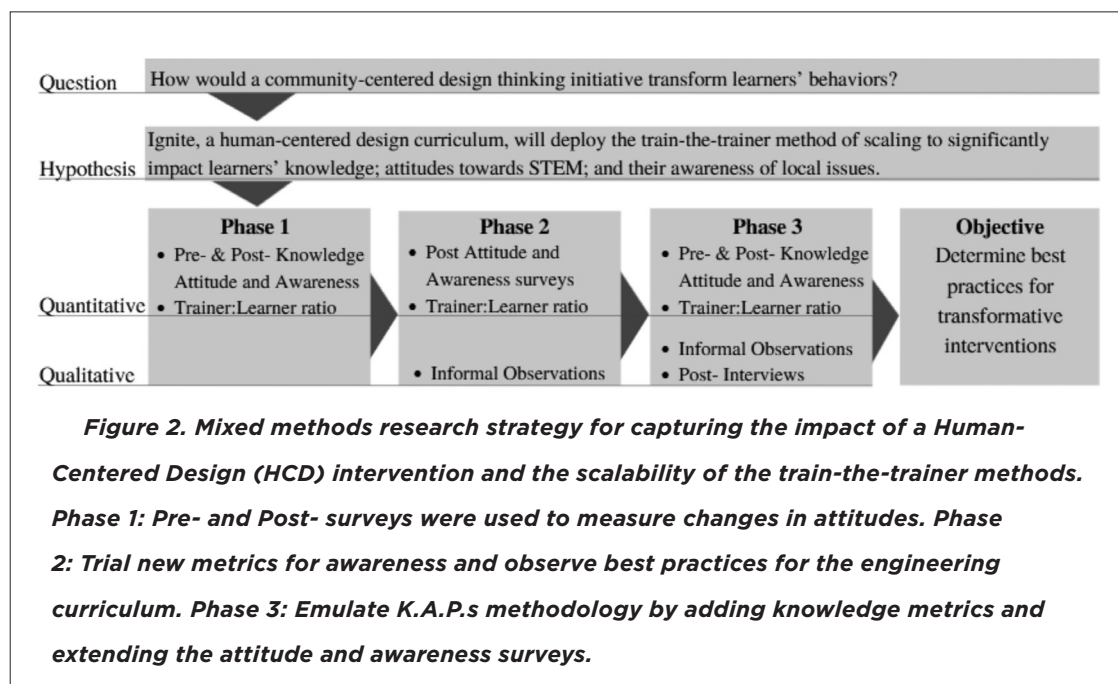 Question How would a community-centered design thinking initiative transform learners’ behaviors?
Hypothesis Ignite, a human-centered design curriculum, will deploy the train-the-trainer method of scaling to significantly
impact learners’ knowledge; attitudes towards STEM; and their awareness of local issues.
Quantitative
Qualitative
Phase 1
• Pre- & Post- Knowledge
Attitude and Awareness
• Trainer:Learner ratio
Phase 2
• Post Attitude and
Awareness surveys
• Trainer:Learner ratio
• Informal Observations
Phase 3
• Pre- & Post- Knowledge
Attitude and Awareness
• Trainer:Learner ratio
• Informal Observations
• Post- Interviews
Objective
Determine best
practices for
transformative
interventions
Figure 2. Mixed methods research strategy for capturing the impact of a Human-
Centered Design (HCD) intervention and the scalability of the train-the-trainer methods.
Phase 1: Pre- and Post- surveys were used to measure changes in attitudes. Phase
2: Trial new metrics for awareness and observe best practices for the engineering
curriculum. Phase 3: Emulate K.A.P.s methodology by adding knowledge metrics and
extending the attitude and awareness surveys.